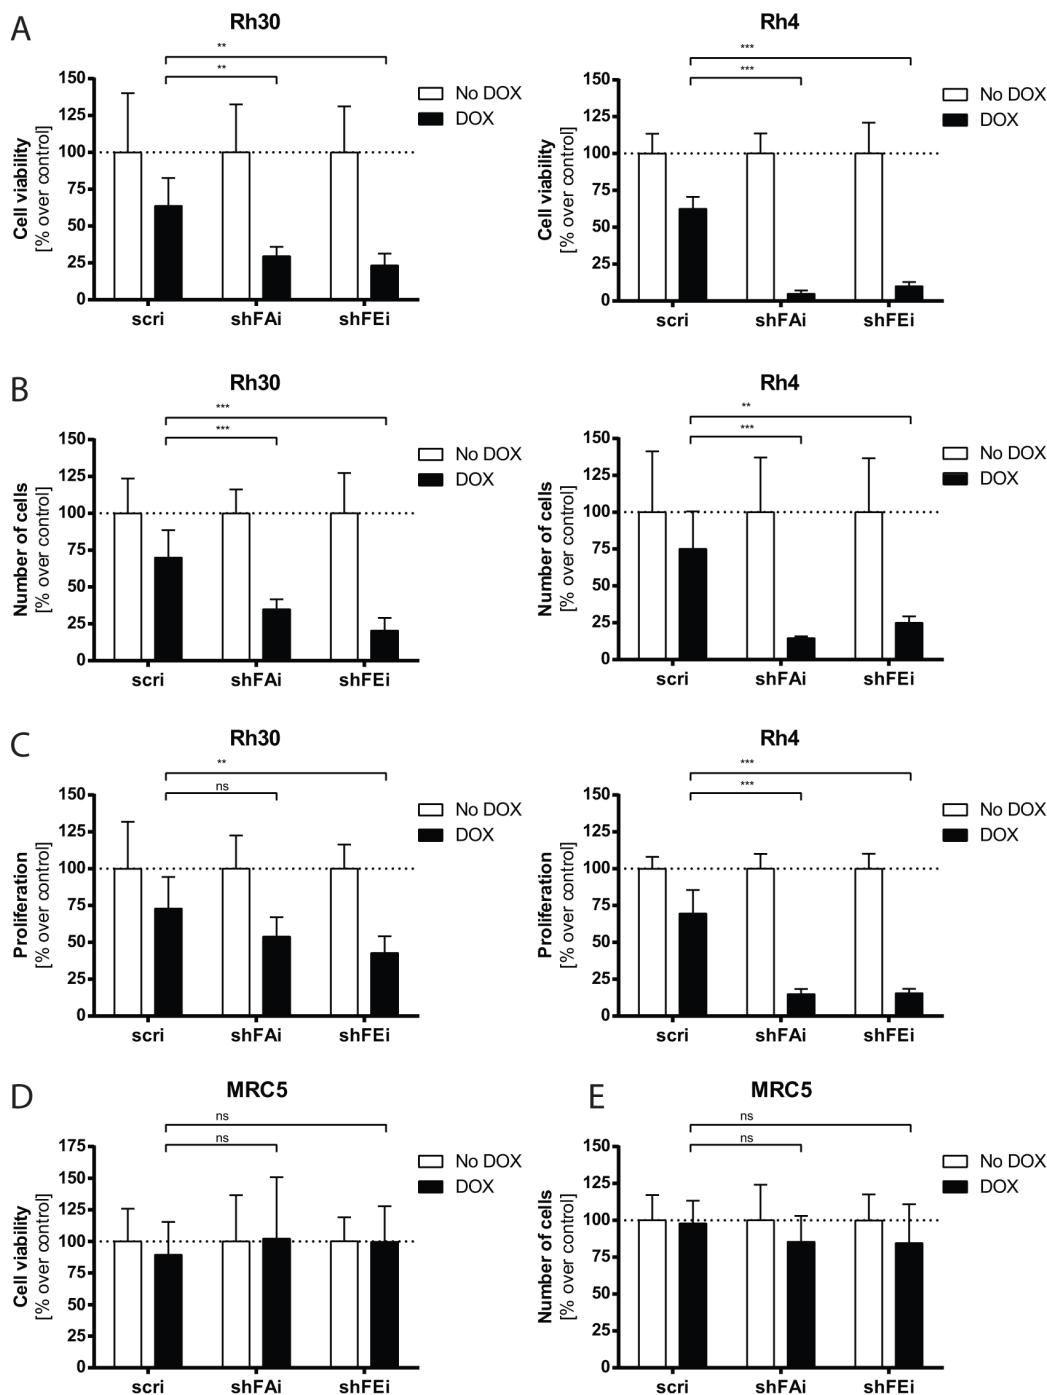 A
Rh30
**
**
150
125
100
75
50
25
0
Cell viability
[% over control]
No DOX
DOX
scri shFAi shFEi
Rh4
***
***
150
125
100
75
50
25
0
Cell viability
[% over control]
No DOX
DOX
scri shFAi shFEi
B
Rh30
***
***
150
125
100
75
50
25
0
Number of cells
[% over control]
No DOX
DOX
scri shFAi shFEi
Rh4
**
***
150
125
100
75
50
25
0
Number of cells
[% over control]
No DOX
DOX
scri shFAi shFEi
C
Rh30
**
ns
150
125
100
75
50
25
0
Proliferation
[% over control]
No DOX
DOX
scri shFAi shFEi
Rh4
***
***
150
125
100
75
50
25
0
Proliferation
[% over control]
No DOX
DOX
scri shFAi shFEi
D
MRC5
ns
ns
175
150
125
100
75
50
25
0
Cell viability
[% over control]
No DOX
DOX
scri shFAi shFEi
E
MRC5
ns
ns
150
125
100
75
50
25
0
Number of cells
[% over control]
No DOX
DOX
scri shFAi shFEi